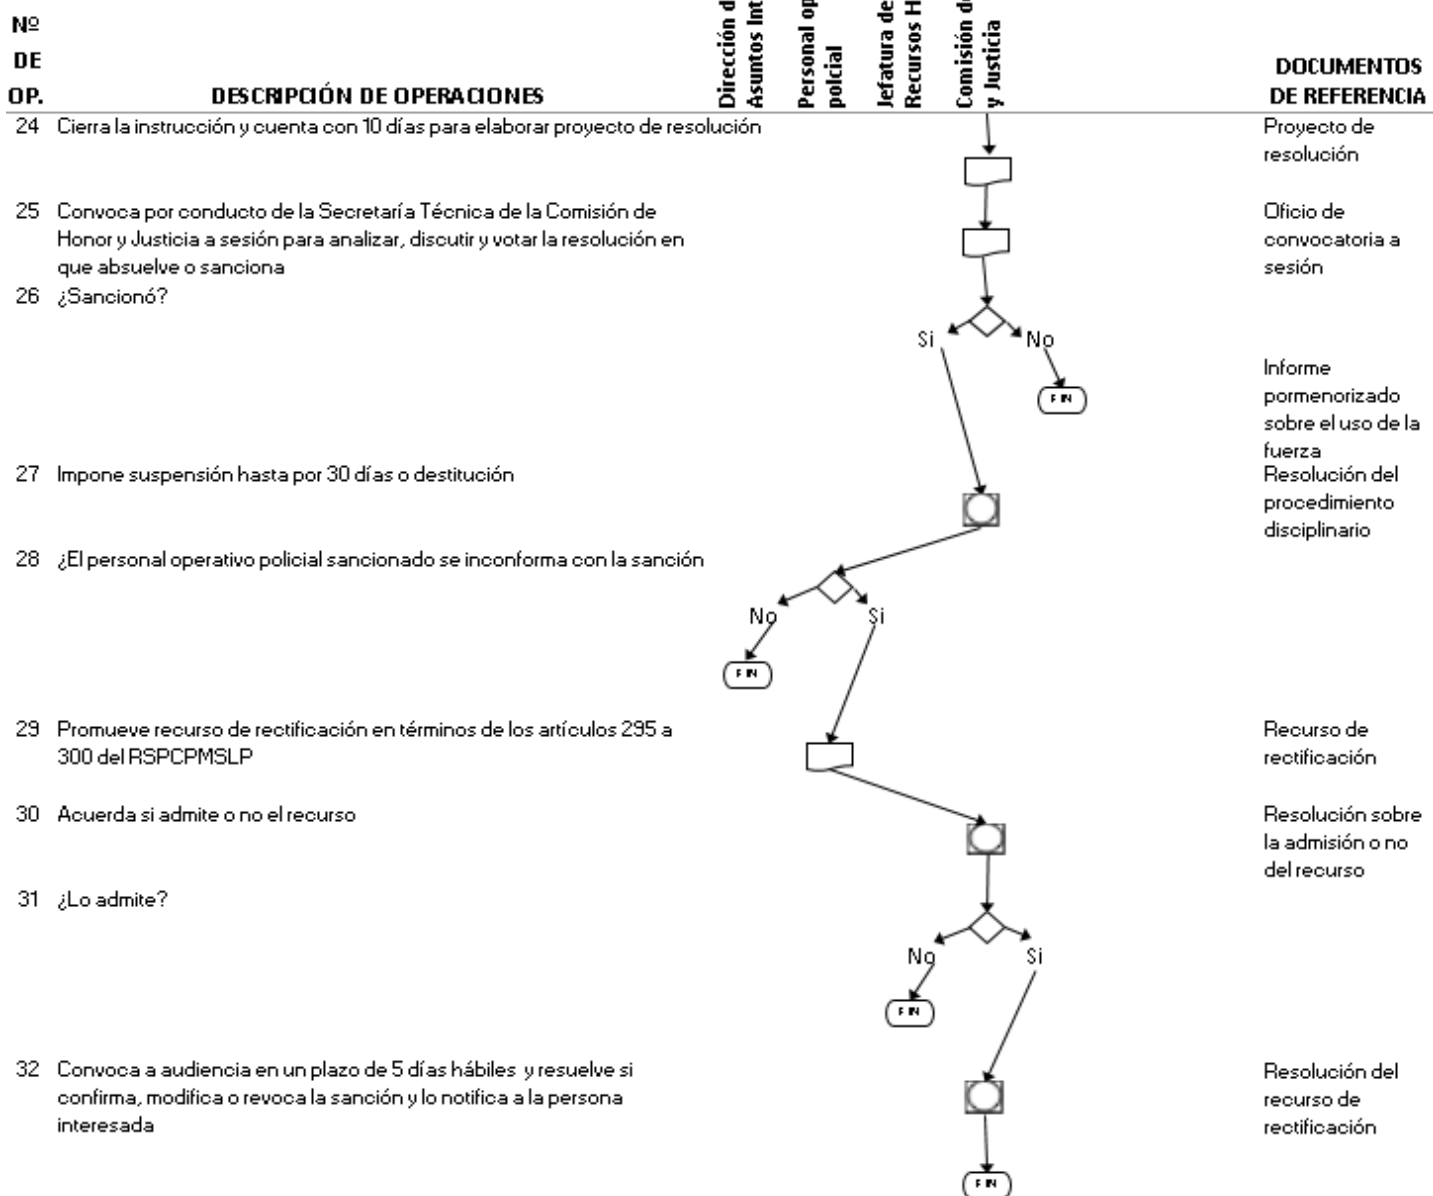 Nº
DE
OP.
DESCRIPCIÓN DE OPERACIONES
Dirección
Asuntos
Personal
polcial
Jefatura de
Recursos
Comisión
y Justicia
DOCUMENTOS
DE REFERENCIA
24 Cierra la instrucción y cuenta con 10 días para elaborar proyecto de resolución
Proyecto de
resolución
25 Convoca por conducto de la Secretaría Técnica de la Comisión de
Honor y Justicia a sesión para analizar, discutir y votar la resolución en
que absuelve o sanciona
Oficio de
convocatoria a
sesión
26 ¿Sancionó?
Si
No
FIN
Informe
pormenorizado
sobre el uso de la
fuerza
27 Impone suspensión hasta por 30 días o destitución
Resolución del
procedimiento
disciplinario
28 ¿El personal operativo policial sancionado se inconforma con la sanción
No
Si
FIN
29 Promueve recurso de rectificación en términos de los artículos 295 a
300 del RSPCPMSLP
Recurso de
rectificación
30 Acuerda si admite o no el recurso
Resolución sobre
la admisión o no
del recurso
31 ¿Lo admite?
No
Si
FIN
32 Convoca a audiencia en un plazo de 5 días hábiles y resuelve si
confirma, modifica o revoca la sanción y lo notifica a la persona
interesada
Resolución del
recurso de
rectificación
FIN